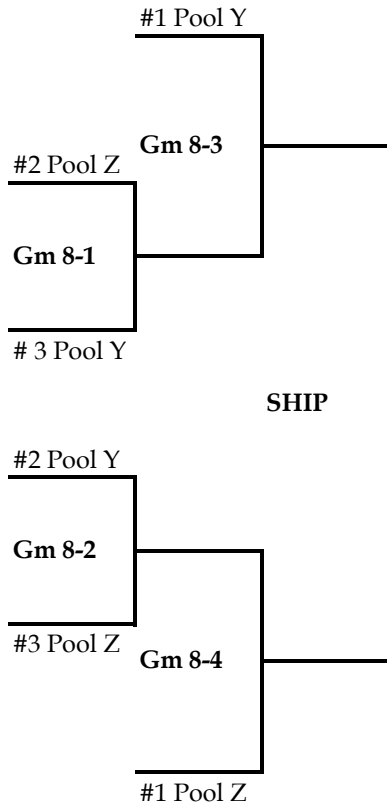 #1 Pool Y
Gm 8-3
#2 Pool Z
Gm 8-1
# 3 Pool Y
SHIP
#2 Pool Y
Gm 8-2
#3 Pool Z
Gm 8-4
#1 Pool Z